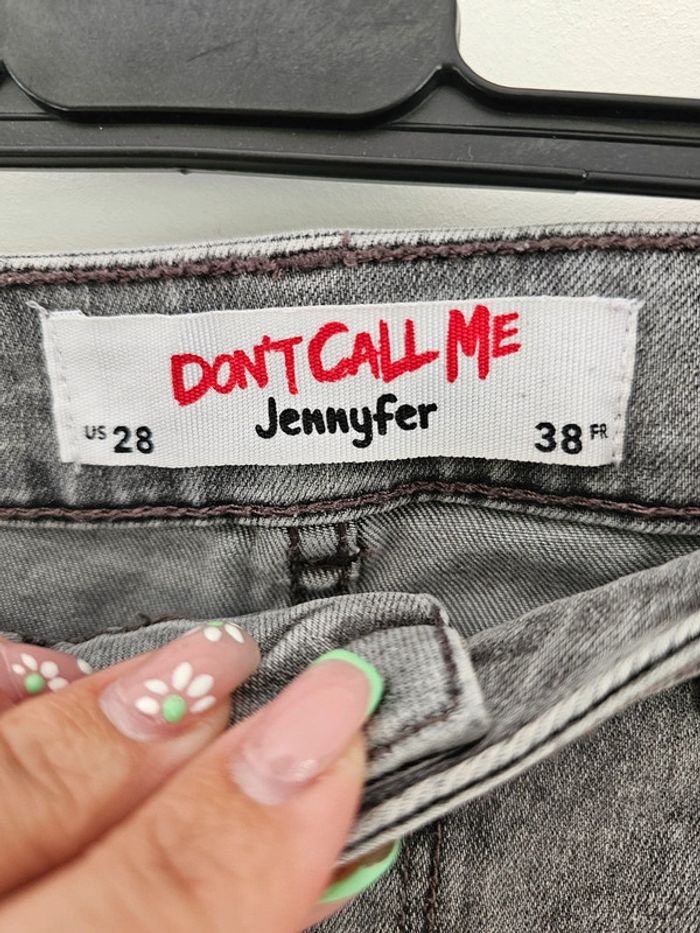 DON'T CALL ME
Jennyfer
US 28
38 FR